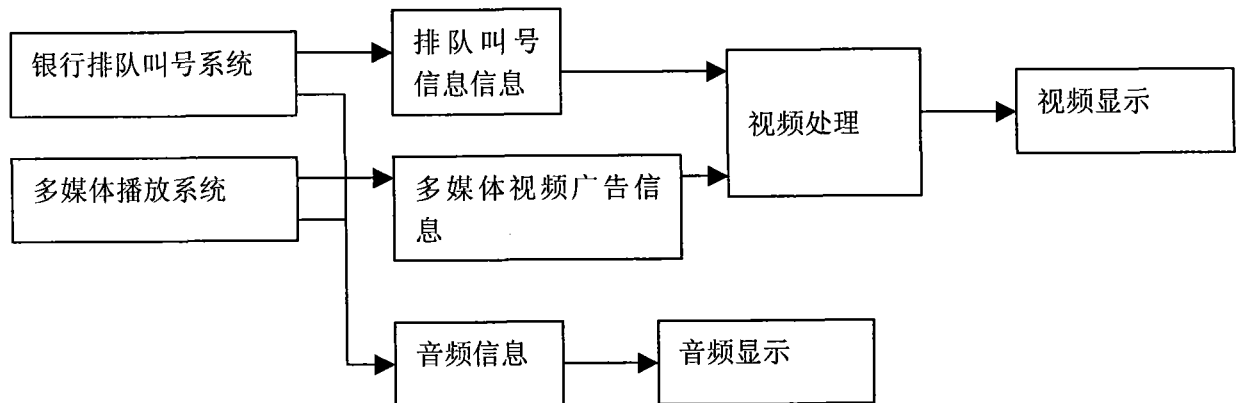 银行排队叫号系统
排队叫号
信息信息
视频处理
视频显示
多媒体播放系统
多媒体视频广告信
息
音频信息
音频显示